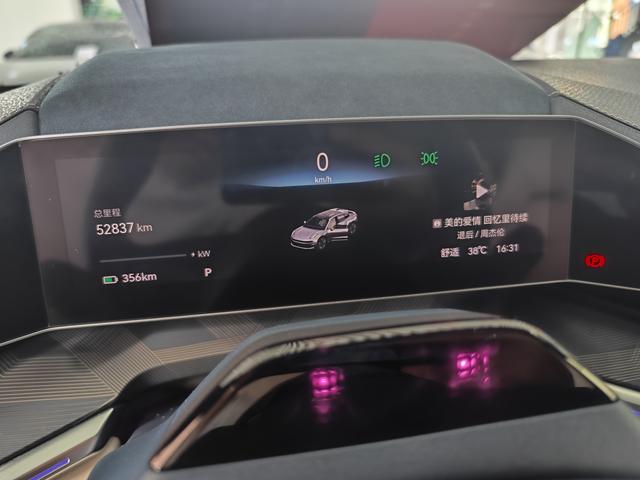 0
km/h
总里程
52837 km
+ kW
356km
P
美的爱情 回忆里待续
退后 / 周杰伦
舒适 38℃ 16:31
P